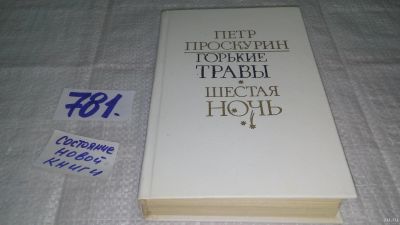 ПЕТР
ПРОСКУРИН
ГОРЬКИЕ
ТРАВЫ
ШЕСТАЯ
НОЧЬ
781.
СОСТОЯНИЕ
НОВОЙ
КНИГИ